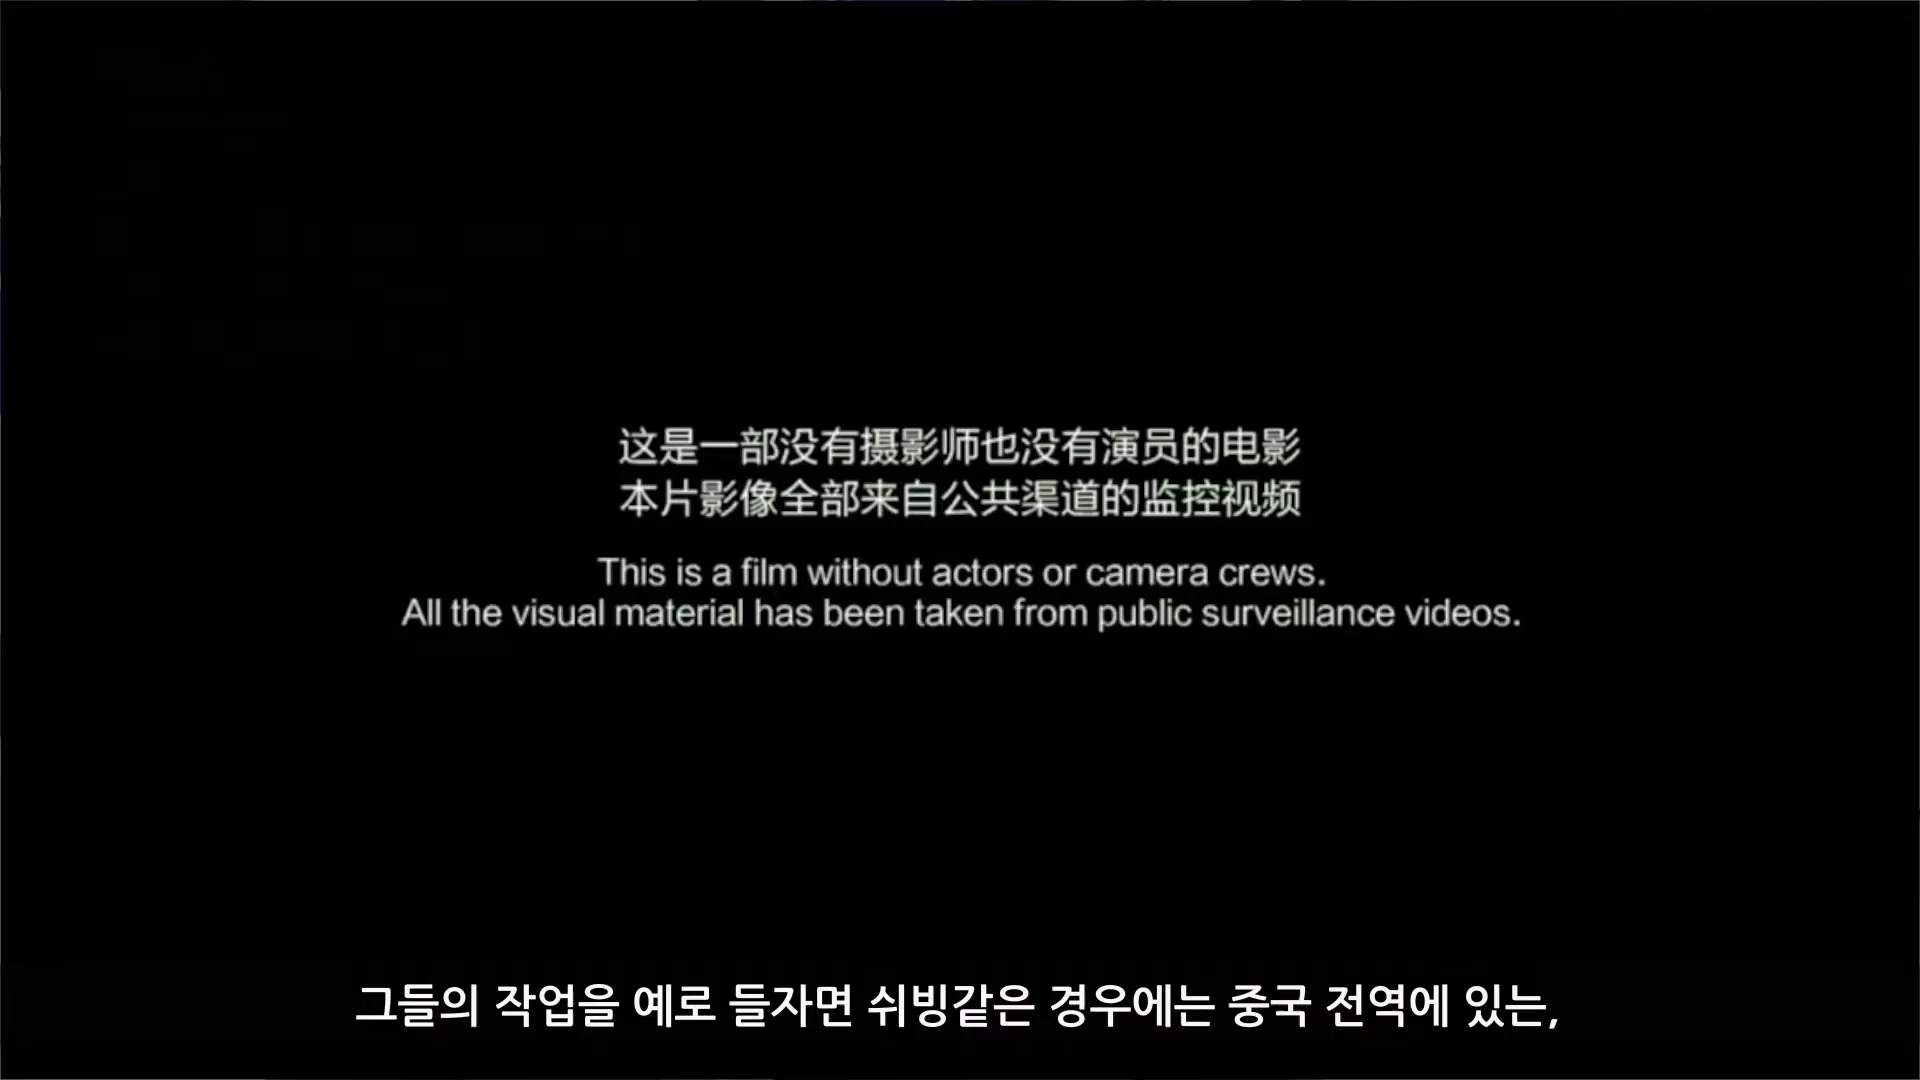 这是一部没有摄影师也没有演员的电影
本片影像全部来自公共渠道的监控视频
This is a film without actors or camera crews.
All the visual material has been taken from public surveillance videos.
그들의 작업을 예로 들자면 쉬빙같은 경우에는 중국 전역에 있는,